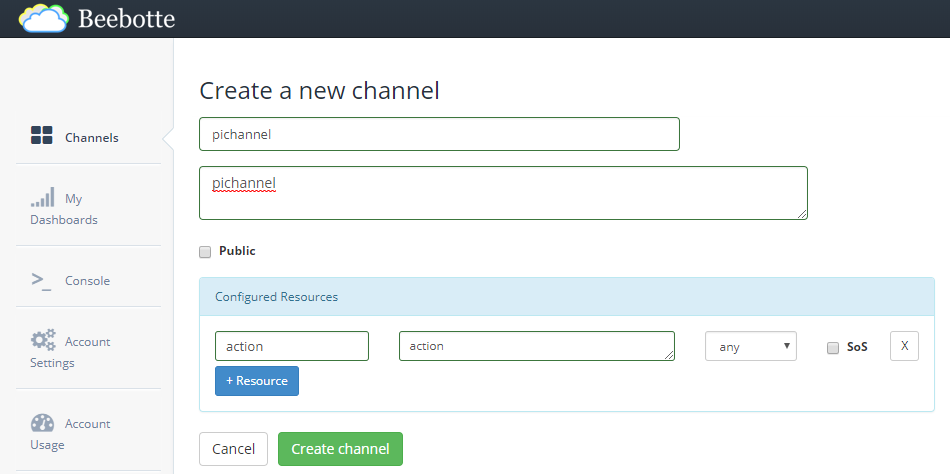 Beebotte
Create a new channel
pichannel
Channels
pichannel
My
Dashboards
Public
Console
Configured Resources
action action any SoS X
Account
Settings
+ Resource
Account
Usage
Cancel Create channel